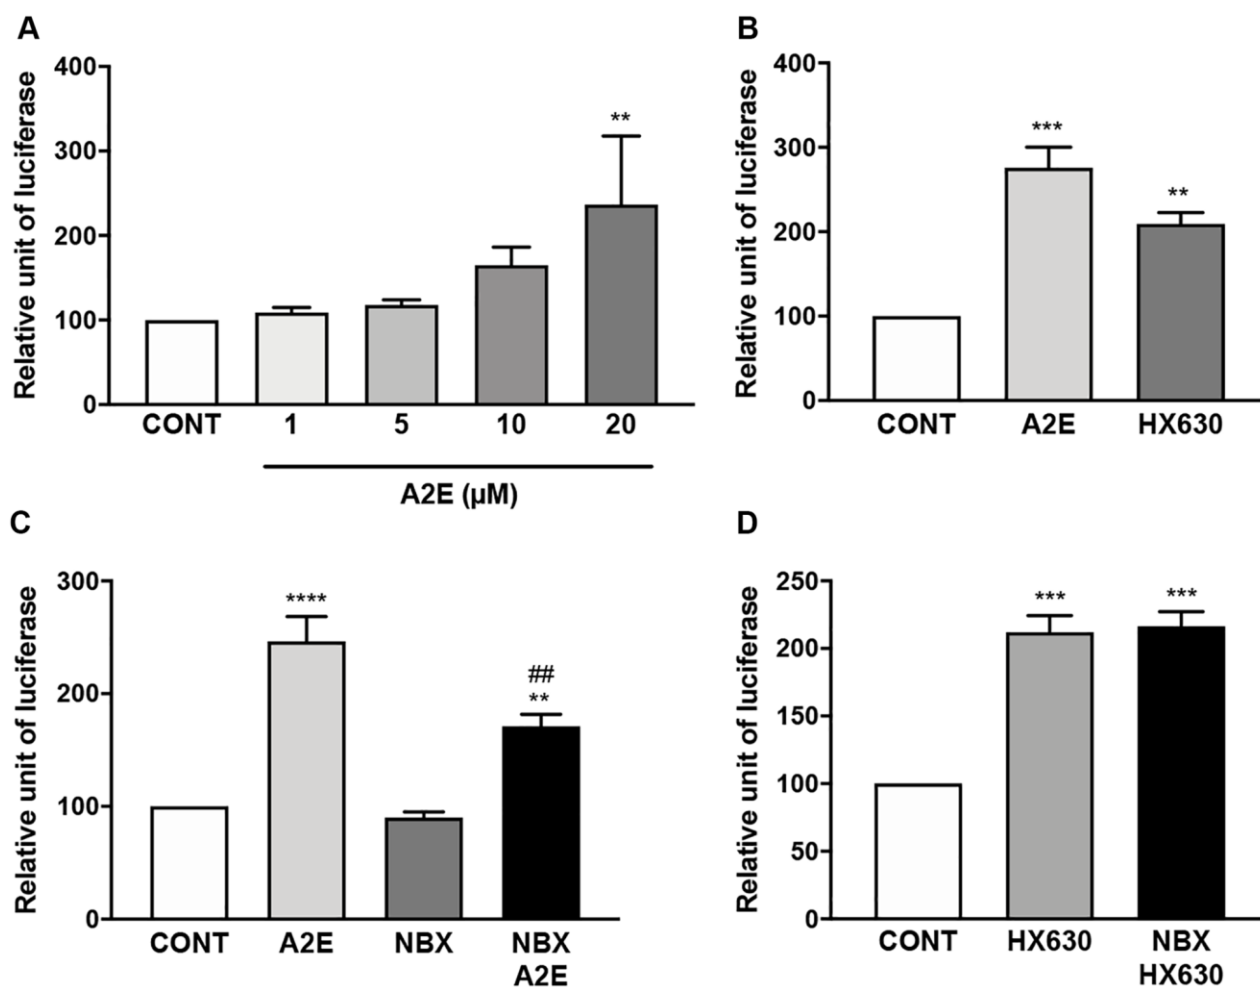 A
Relative unit of luciferase
400
300
200
100
0
**
CONT
1
5
10
20
A2E (µM)
B
Relative unit of luciferase
400
300
200
100
0
***
**
CONT
A2E
HX630
C
Relative unit of luciferase
300
200
100
0
****
##
**
CONT
A2E
NBX
NBX
A2E
D
Relative unit of luciferase
250
200
150
100
50
0
***
***
CONT
HX630
NBX
HX630